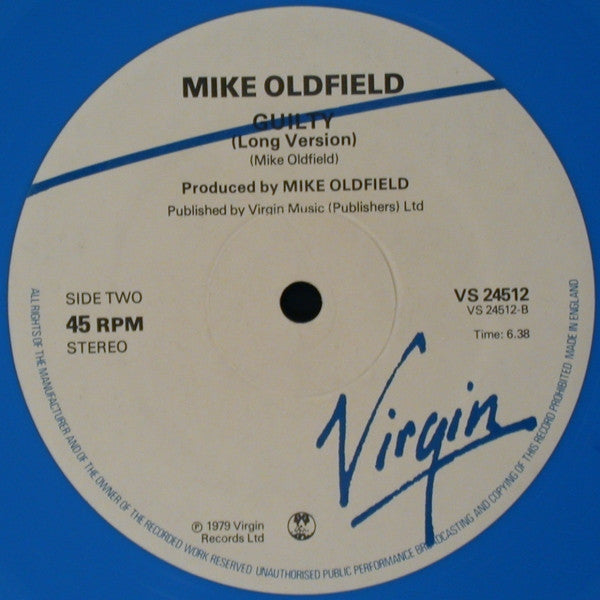 MIKE OLDFIELD
GUILTY
(Long Version)
(Mike Oldfield)
Produced by MIKE OLDFIELD
Published by Virgin Music (Publishers) Ltd
SIDE TWO
45 RPM
STEREO
VS 24512
VS 24512-B
Time: 6.38
Virgin
℗ 1979 Virgin
Records Ltd
ALL RIGHTS OF THE MANUFACTURER AND OF THE OWNER OF THE RECORDED WORK RESERVED UNAUTHORISED PUBLIC PERFORMANCE BROADCASTING AND COPYING OF THIS RECORD PROHIBITED MADE IN ENGLAND